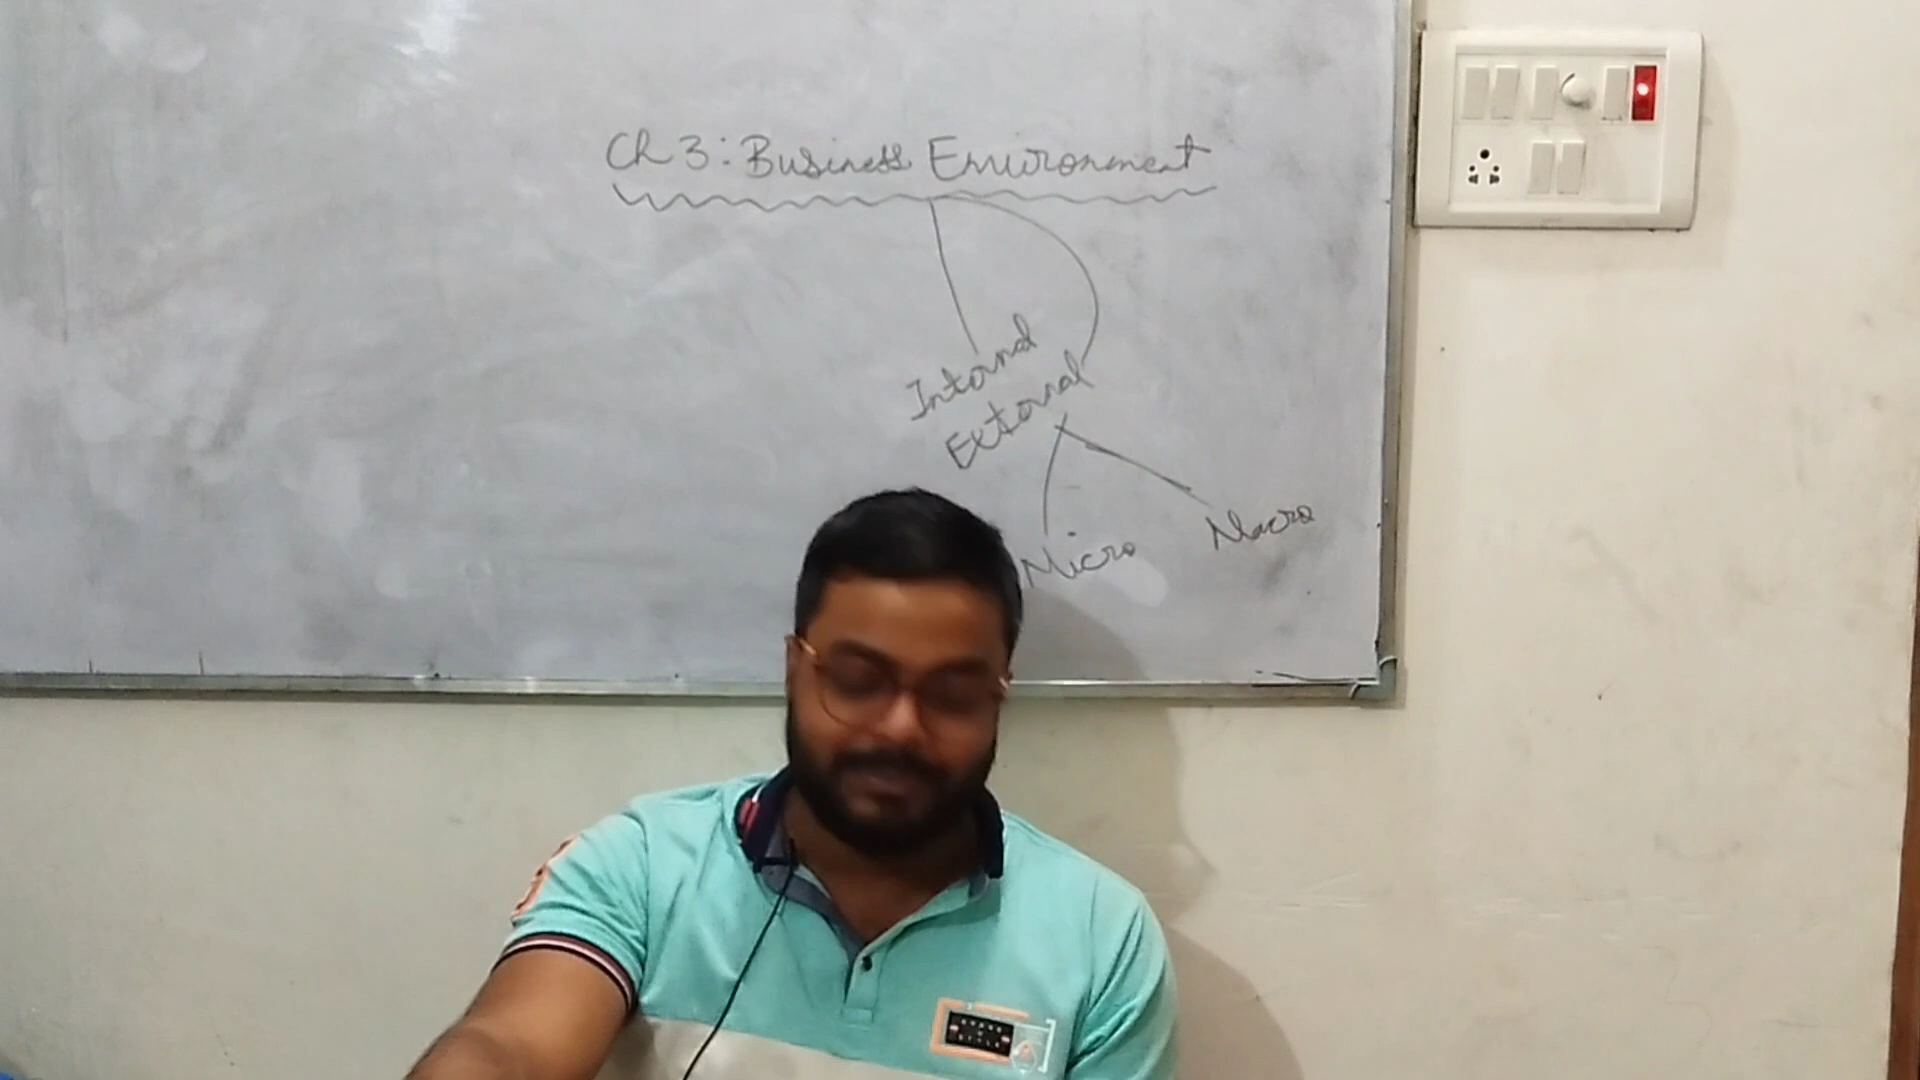 Ch 3: Business Environment
Internal
External
Micro
Macro